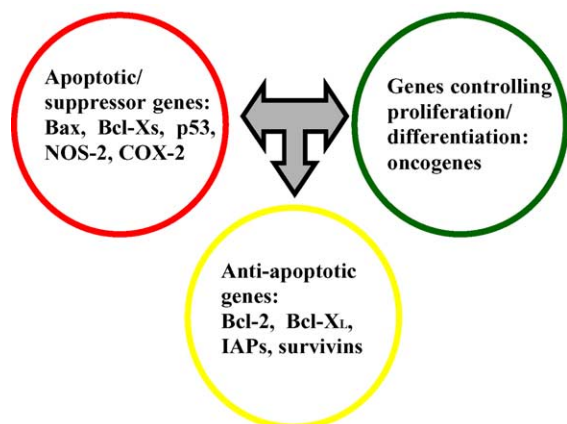 Apoptotic/
suppressor genes:
Bax, Bcl-Xs, p53,
NOS-2, COX-2
Genes controlling
proliferation/
differentiation:
oncogenes
Anti-apoptotic
genes:
Bcl-2, Bcl-XL,
IAPs, survivins